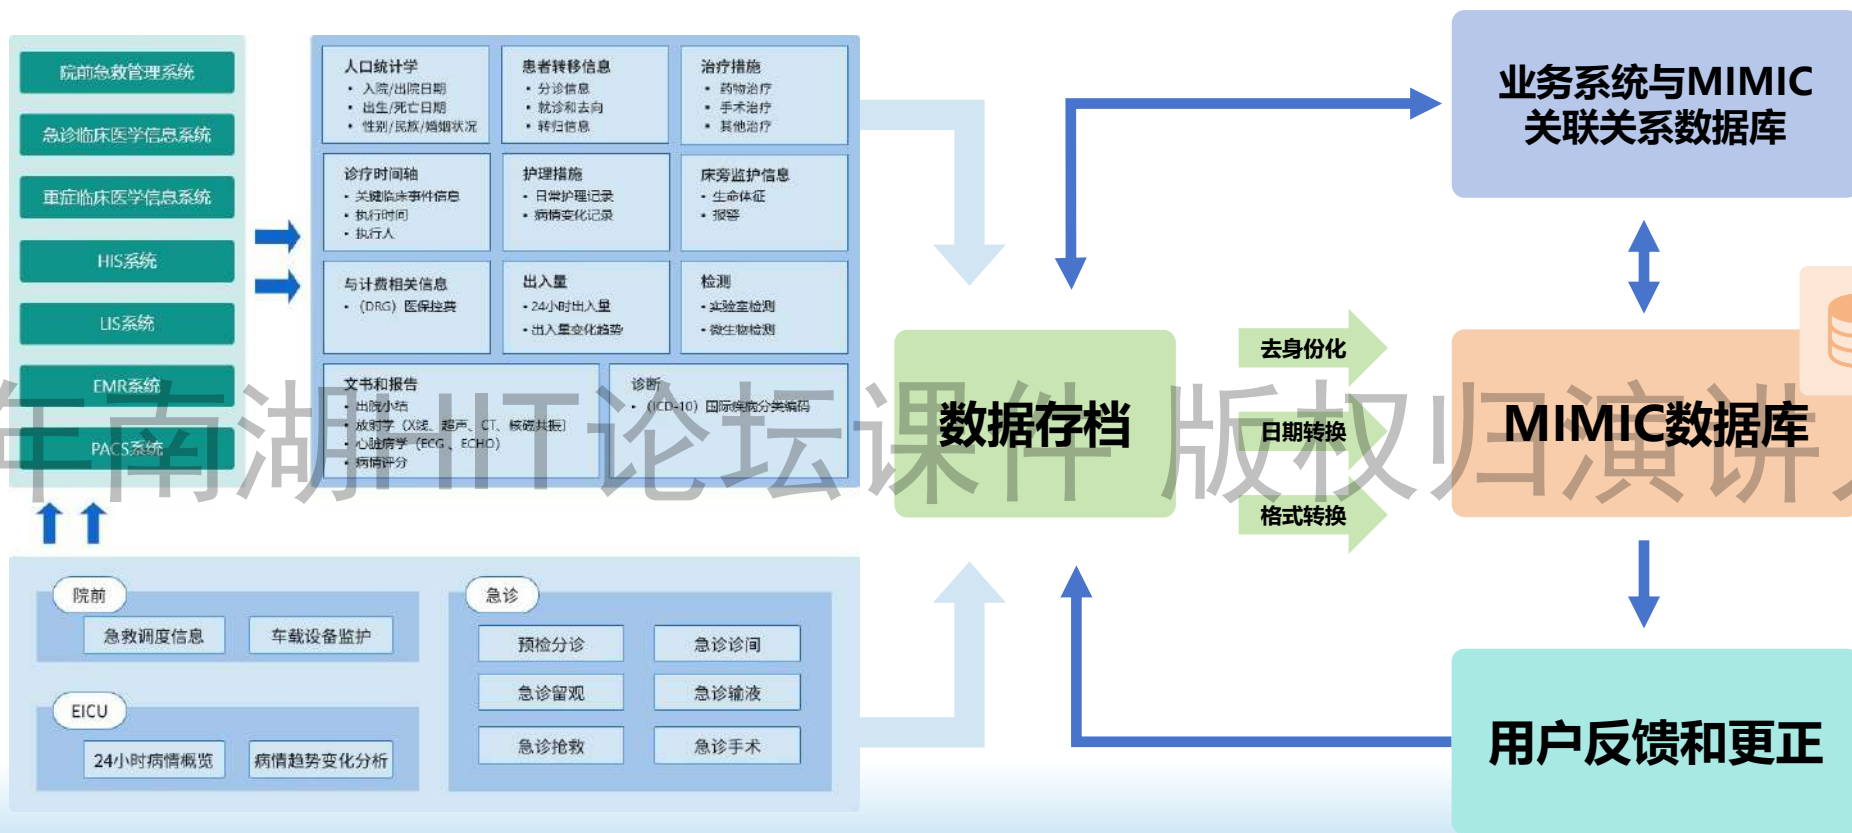 院前急救管理系统
急诊临床医学信息系统
重症临床医学信息系统
HIS系统
LIS系统
EMR系统
PACS系统
人口统计学
• 入院/出院日期
• 出生/死亡日期
• 性别/民族/婚姻状况
患者转移信息
• 分诊信息
• 就诊和去向
• 转归信息
治疗措施
• 药物治疗
• 手术治疗
• 其他治疗
诊疗时间轴
• 关键临床事件信息
• 执行时间
• 执行人
护理措施
• 日常护理记录
• 病情变化记录
床旁监护信息
• 生命体征
• 报警
与计费相关信息
• （DRG）医保控费
出入量
• 24小时出入量
• 出入量变化趋势
检测
• 实验室检测
• 微生物检测
文书和报告
• 出院小结
• 放射学（X线、超声、CT、核磁共振）
• 心脏病学（ECG、ECHO）
• 病情评分
诊断
• （ICD-10）国际疾病分类编码
院前
急救调度信息
车载设备监护
EICU
24小时病情概览
病情趋势变化分析
急诊
预检分诊
急诊诊间
急诊留观
急诊输液
急诊抢救
急诊手术
数据存档
去身份化
日期转换
格式转换
业务系统与MIMIC
关联关系数据库
MIMIC数据库
用户反馈和更正
年南湖HIT论坛课件 版权归演讲人